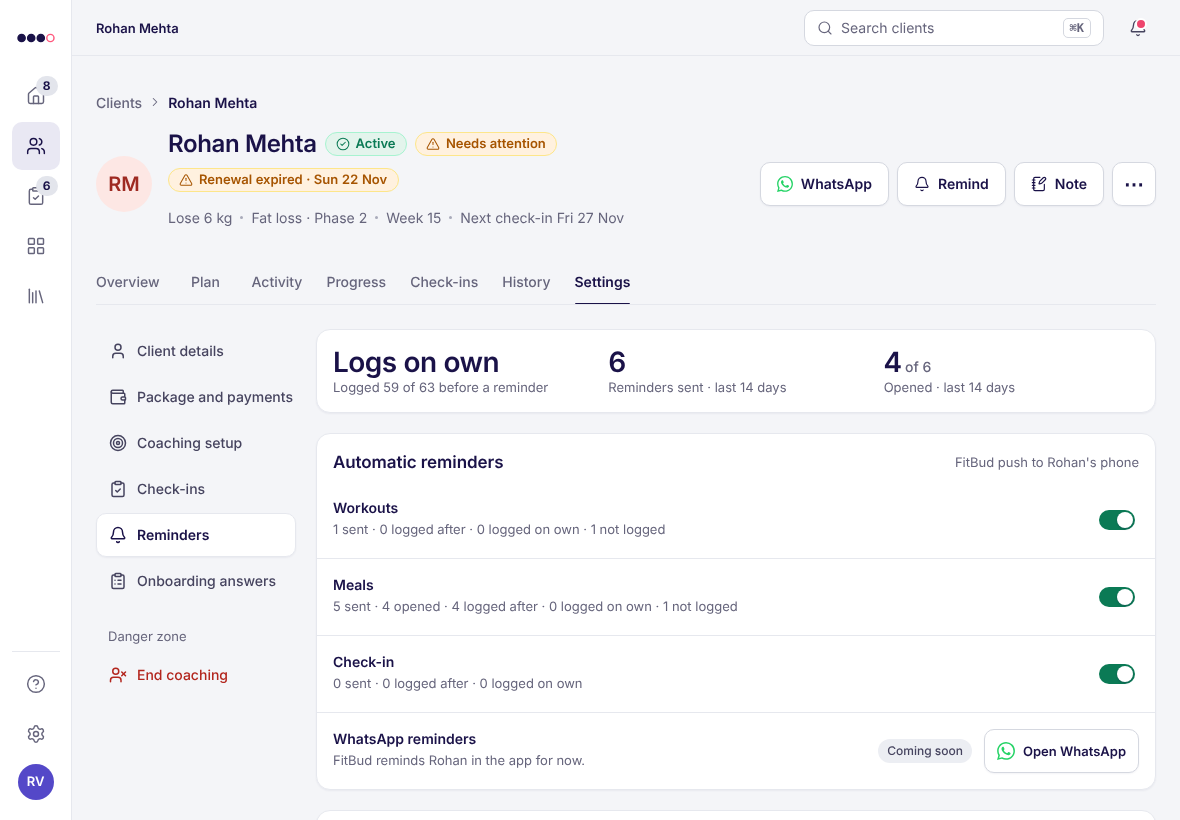 Rohan Mehta
Search clients
⌘K
8
6
Clients
Rohan Mehta
RM
Rohan Mehta
Active
Needs attention
Renewal expired · Sun 22 Nov
Lose 6 kg • Fat loss · Phase 2 • Week 15 • Next check-in Fri 27 Nov
WhatsApp
Remind
Note
Overview
Plan
Activity
Progress
Check-ins
History
Settings
Client details
Package and payments
Coaching setup
Check-ins
Reminders
Onboarding answers
Danger zone
End coaching
Logs on own
Logged 59 of 63 before a reminder
6
Reminders sent · last 14 days
4 of 6
Opened · last 14 days
Automatic reminders
FitBud push to Rohan's phone
Workouts
1 sent · 0 logged after · 0 logged on own · 1 not logged
Meals
5 sent · 4 opened · 4 logged after · 0 logged on own · 1 not logged
Check-in
0 sent · 0 logged after · 0 logged on own
WhatsApp reminders
FitBud reminds Rohan in the app for now.
Coming soon
Open WhatsApp
RV